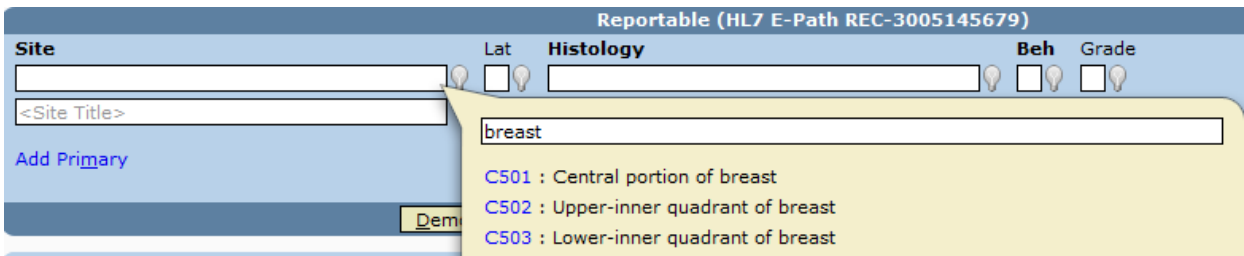 Reportable (HL7 E-Path REC-3005145679)
Site Lat Histology Beh Grade
<Site Title>
breast
Add Primary
C501 : Central portion of breast
C502 : Upper-inner quadrant of breast
C503 : Lower-inner quadrant of breast